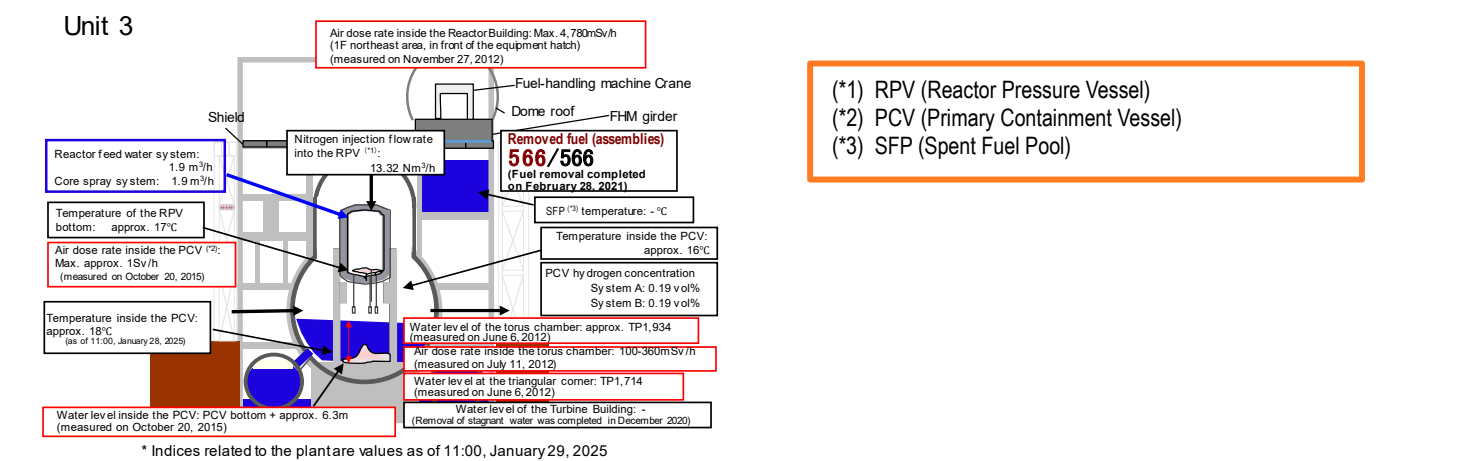 Unit 3
Air dose rate inside the Reactor Building: Max. 4,780mSv/h
(1F northeast area, in front of the equipment hatch)
(measured on November 27, 2012)
Fuel-handling machine Crane
Dome roof
FHM girder
Shield
Nitrogen injection flow rate
into the RPV (*1):
13.32 Nm³/h
Removed fuel (assemblies)
566/566
(Fuel removal completed
on February 28, 2021)
Reactor feed water system:
1.9 m³/h
Core spray system: 1.9 m³/h
SFP (*3) temperature: - ℃
Temperature of the RPV
bottom: approx. 17℃
Temperature inside the PCV:
approx. 16℃
Air dose rate inside the PCV (*2):
Max. approx. 1Sv/h
(measured on October 20, 2015)
PCV hydrogen concentration
System A: 0.19 vol%
System B: 0.19 vol%
Temperature inside the PCV:
approx. 18℃
(as of 11:00, January 28, 2025)
Water level of the torus chamber: approx. TP1,934
(measured on June 6, 2012)
Air dose rate inside the torus chamber: 100-360mSv/h
(measured on July 11, 2012)
Water level at the triangular corner: TP1,714
(measured on June 6, 2012)
Water level inside the PCV: PCV bottom + approx. 6.3m
(measured on October 20, 2015)
Water level of the Turbine Building: -
(Removal of stagnant water was completed in December 2020)
* Indices related to the plant are values as of 11:00, January 29, 2025
(*1) RPV (Reactor Pressure Vessel)
(*2) PCV (Primary Containment Vessel)
(*3) SFP (Spent Fuel Pool)